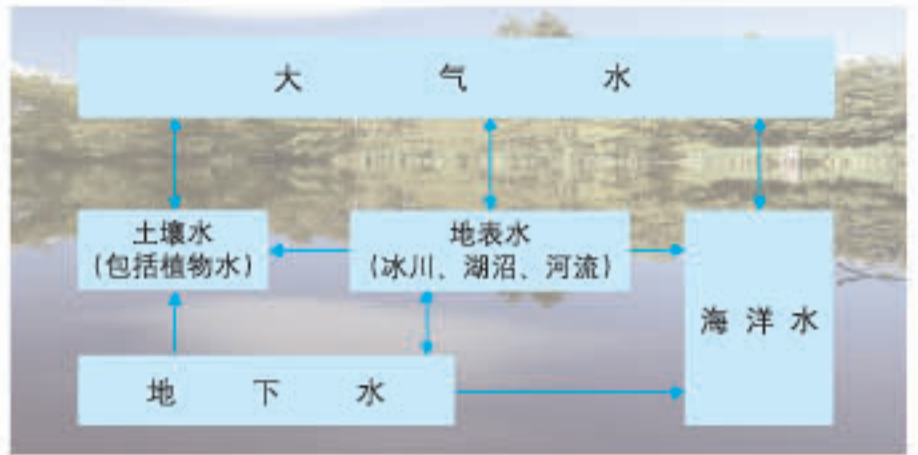 大气水
土壤水
(包括植物水)
地表水
(冰川、湖沼、河流)
海洋水
地下水